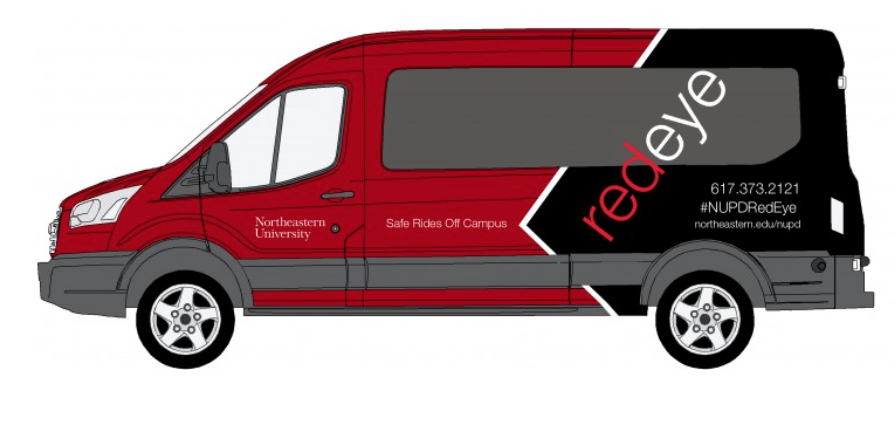 Northeastern
University
Safe Rides Off Campus
redeye
617.373.2121
#NUPDRedEye
northeastern.edu/nupd